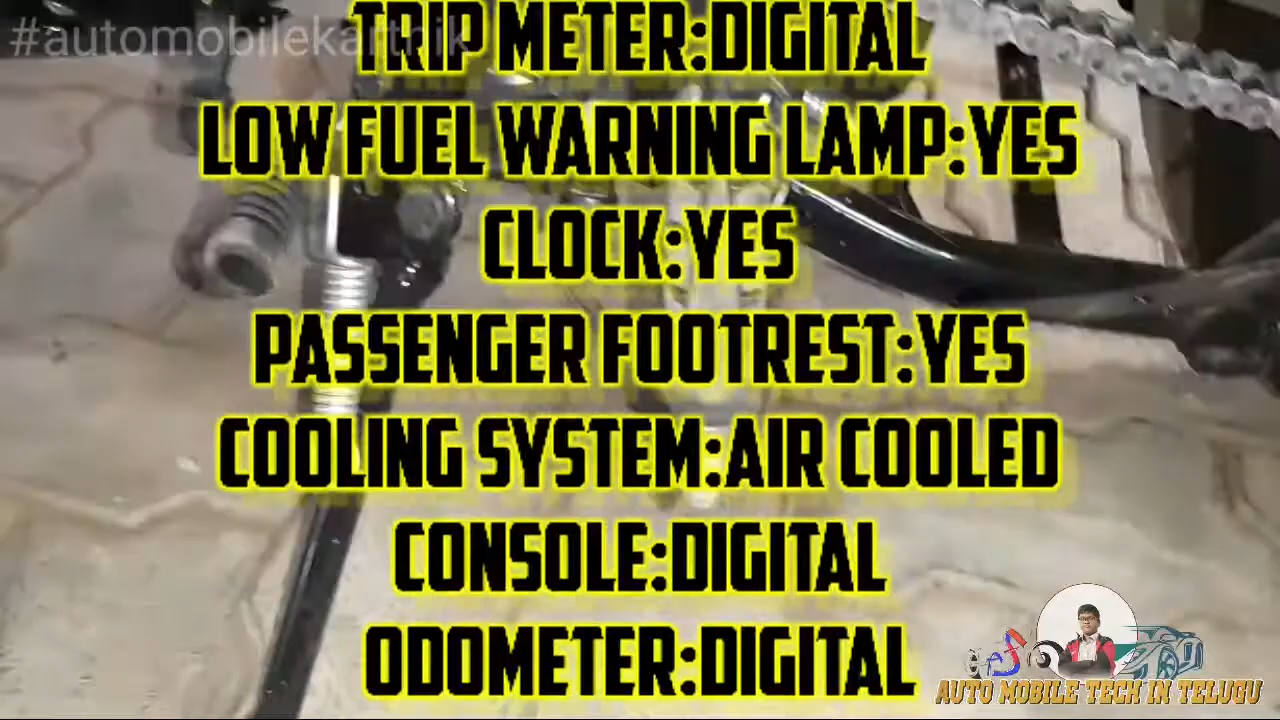 #automobilekarthik
TRIP METER:DIGITAL
LOW FUEL WARNING LAMP:YES
CLOCK:YES
PASSENGER FOOTREST:YES
COOLING SYSTEM:AIR COOLED
CONSOLE:DIGITAL
ODOMETER:DIGITAL
AUTO MOBILE TECH IN TELUGU